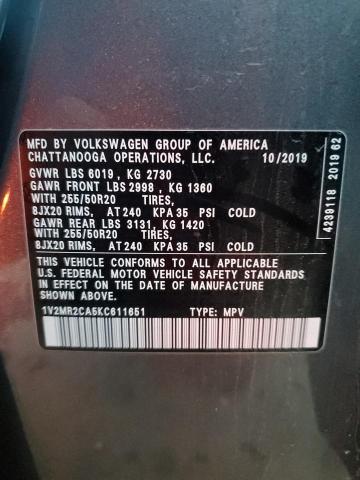 MFD BY VOLKSWAGEN GROUP OF AMERICA
CHATTANOOGA OPERATIONS, LLC. 10/2019
GVWR LBS 6019 , KG 2730
GAWR FRONT LBS 2998 , KG 1360
WITH 255/50R20 TIRES,
8JX20 RIMS, AT 240 KPA 35 PSI COLD
GAWR REAR LBS 3131, KG 1420
WITH 255/50R20 TIRES,
8JX20 RIMS, AT 240 KPA 35 PSI COLD
THIS VEHICLE CONFORMS TO ALL APPLICABLE
U.S. FEDERAL MOTOR VEHICLE SAFETY STANDARDS
IN EFFECT ON THE DATE OF MANUFACTURE
SHOWN ABOVE.
1V2MR2CA5KC611651 TYPE: MPV
4239118 2019 62